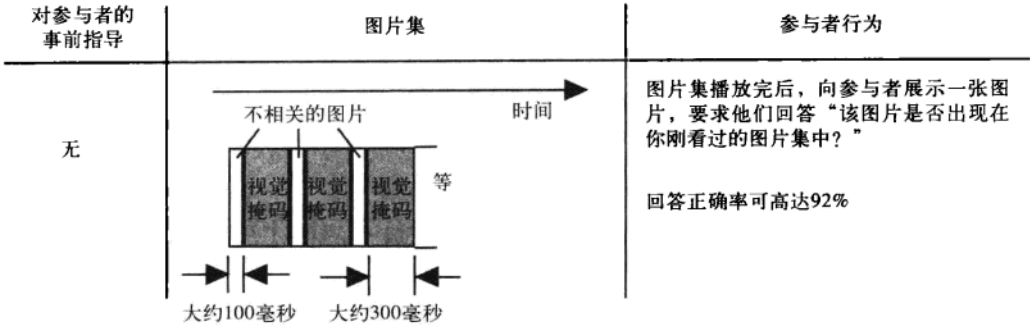 对参与者的
事前指导
图片集
参与者行为
无
时间
不相关的图片
视觉
掩码
视觉
掩码
视觉
掩码
等
大约100毫秒
大约300毫秒
图片集播放完后，向参与者展示一张图
片，要求他们回答“该图片是否出现在
你刚看过的图片集中？”
回答正确率可高达92%